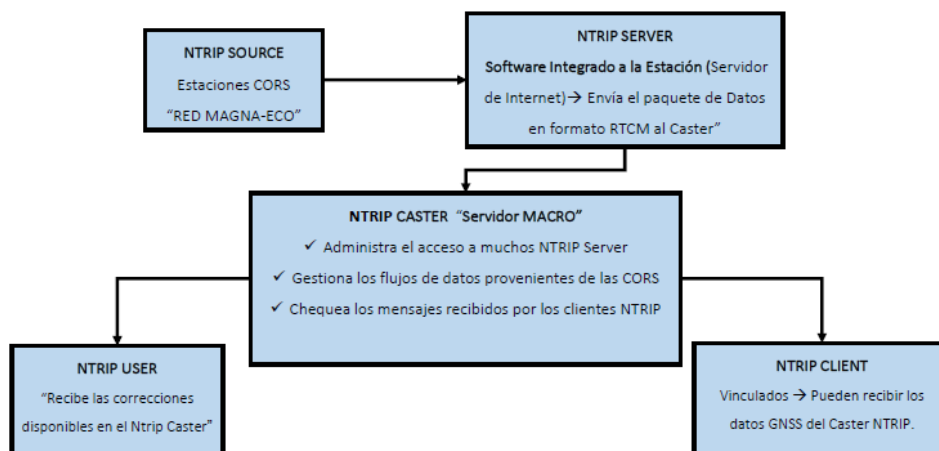 NTRIP SOURCE
Estaciones CORS
“RED MAGNA-ECO”
NTRIP SERVER
Software Integrado a la Estación (Servidor
de Internet)→ Envía el paquete de Datos
en formato RTCM al Caster”
NTRIP CASTER “Servidor MACRO”
✓ Administra el acceso a muchos NTRIP Server
✓ Gestiona los flujos de datos provenientes de las CORS
✓ Chequea los mensajes recibidos por los clientes NTRIP
NTRIP USER
“Recibe las correcciones
disponibles en el Ntrip Caster”
NTRIP CLIENT
Vinculados → Pueden recibir los
datos GNSS del Caster NTRIP.